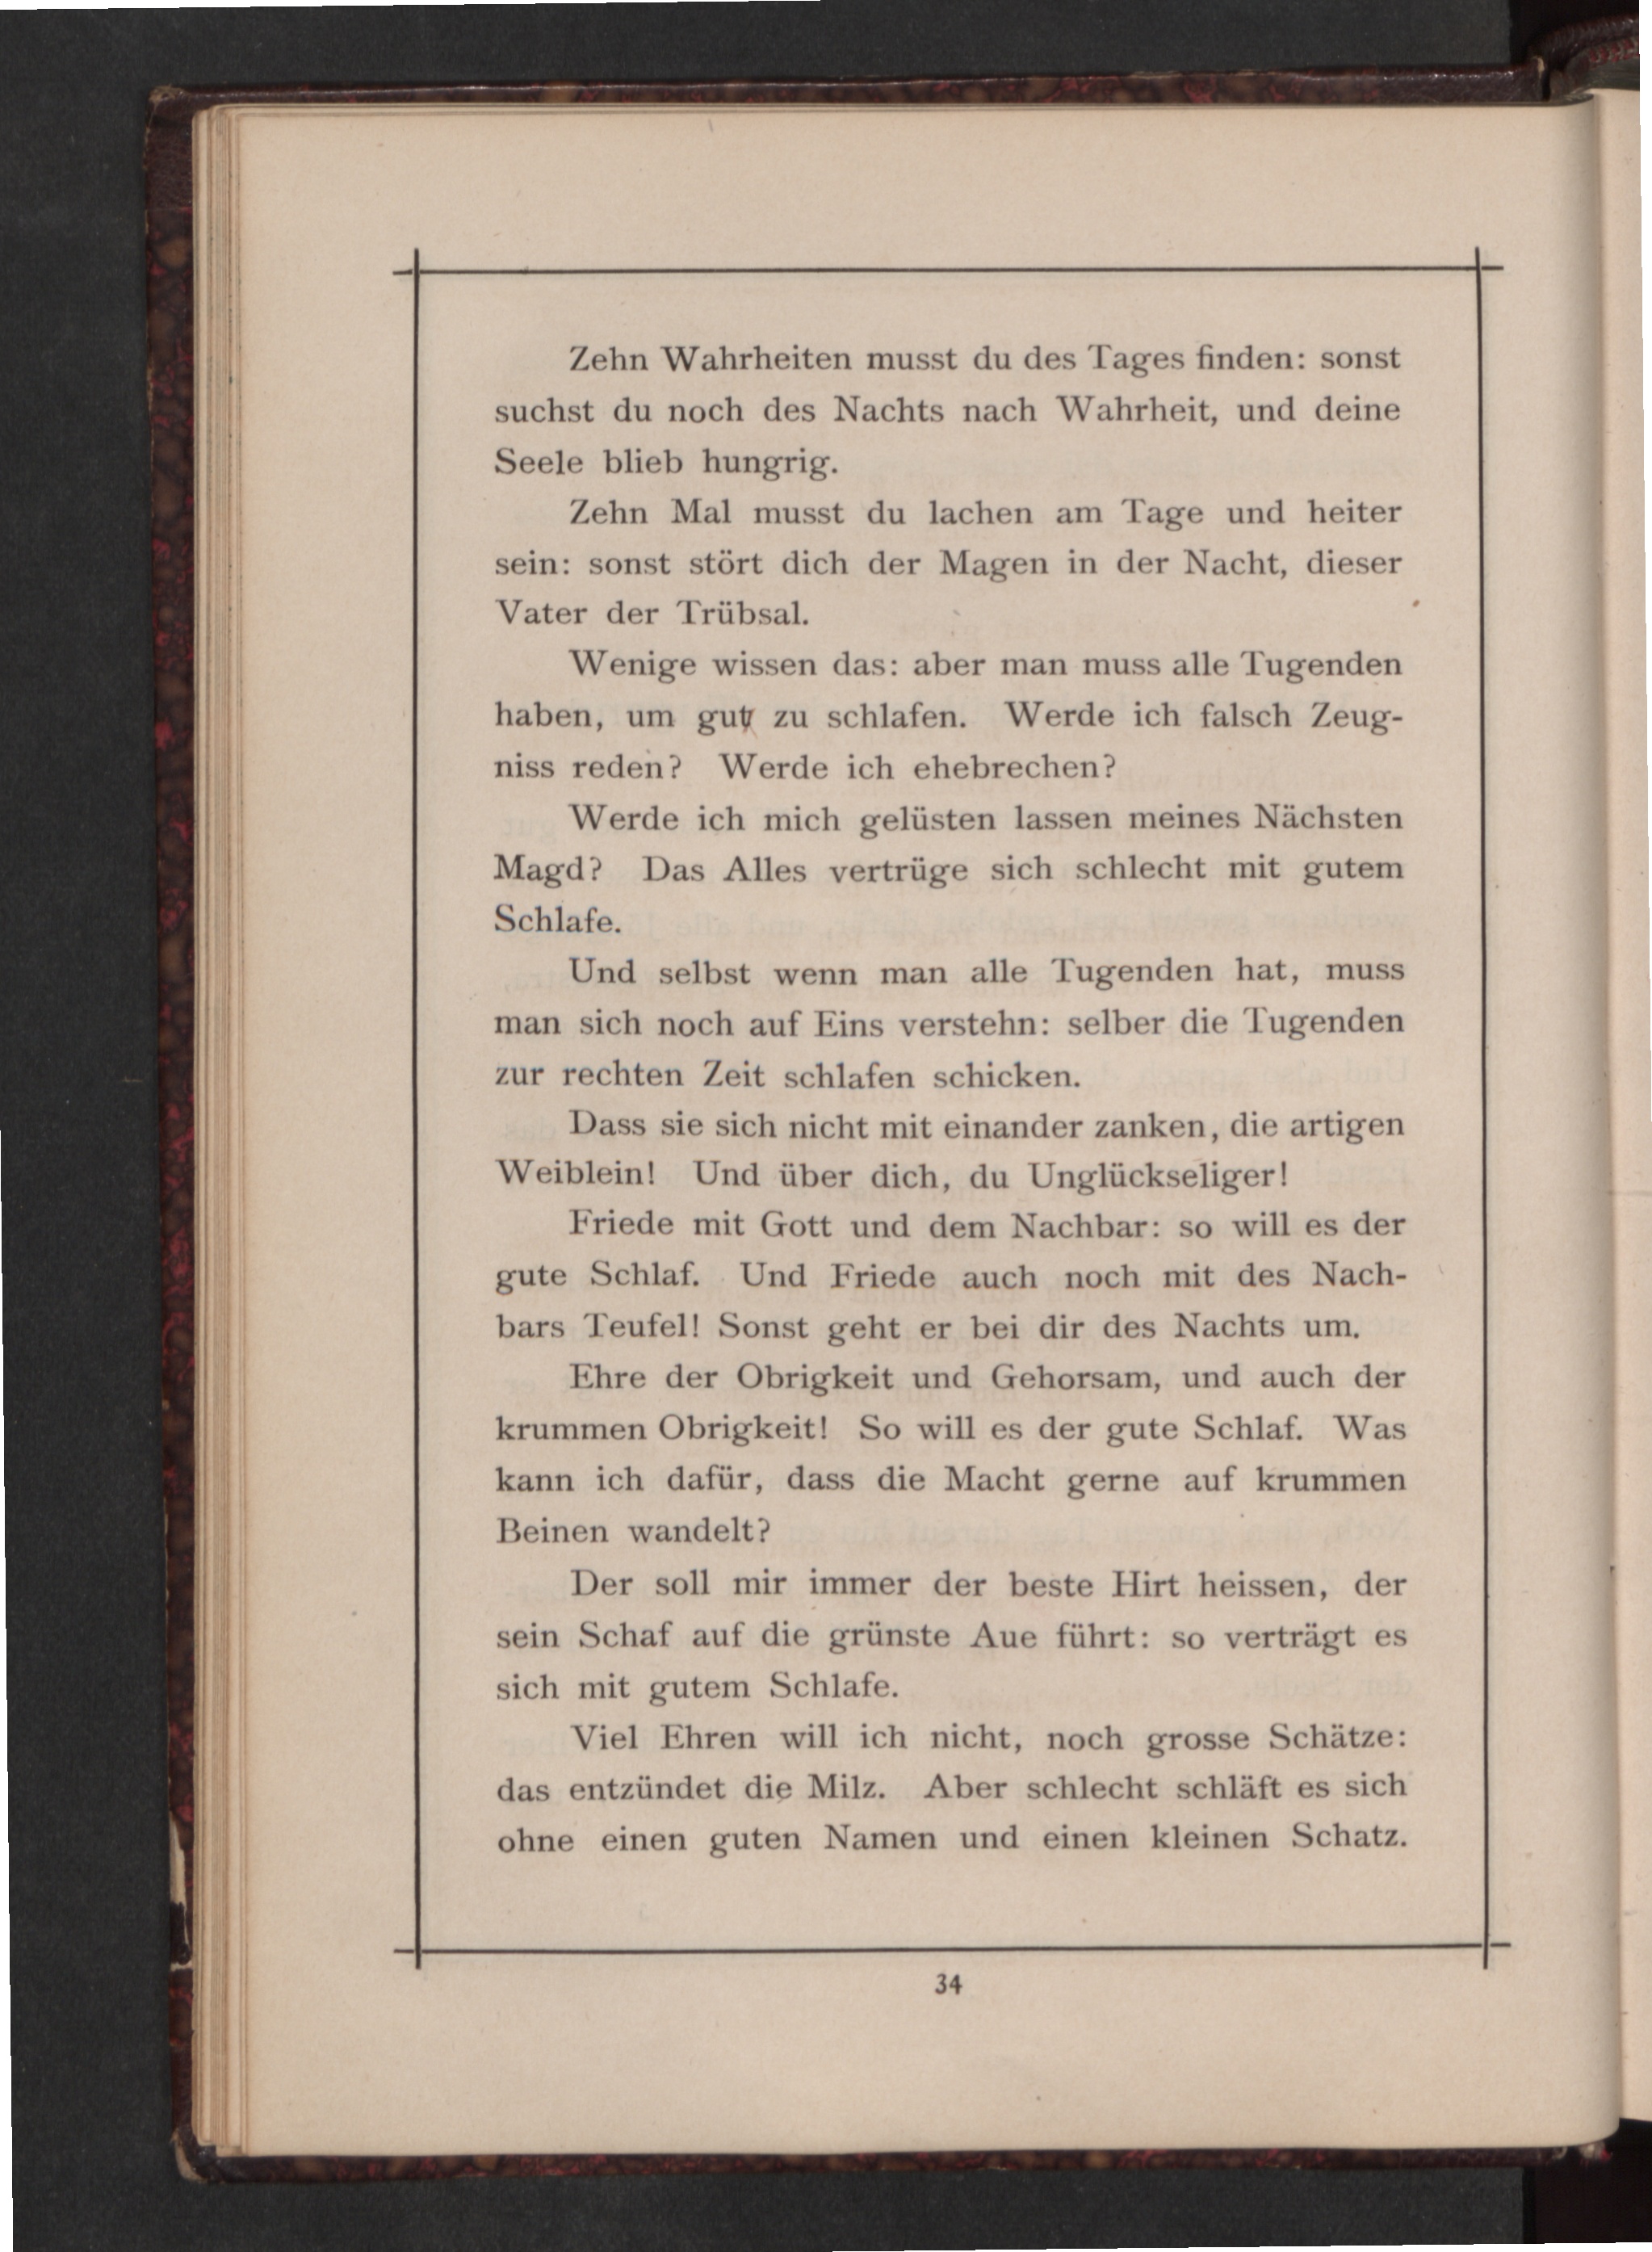 Zehn Wahrheiten musst du des Tages finden: sonst
suchst du noch des Nachts nach Wahrheit, und deine
Seele blieb hungrig.
Zehn Mal musst du lachen am Tage und heiter
sein: sonst stört dich der Magen in der Nacht, dieser
Vater der Trübsal.
Wenige wissen das: aber man muss alle Tugenden
haben, um gut zu schlafen. Werde ich falsch Zeug-
niss reden? Werde ich ehebrechen?
Werde ich mich gelüsten lassen meines Nächsten
Magd? Das Alles vertrüge sich schlecht mit gutem
Schlafe.
Und selbst wenn man alle Tugenden hat, muss
man sich noch auf Eins verstehn: selber die Tugenden
zur rechten Zeit schlafen schicken.
Dass sie sich nicht mit einander zanken, die artigen
Weiblein! Und über dich, du Unglückseliger!
Friede mit Gott und dem Nachbar: so will es der
gute Schlaf. Und Friede auch noch mit des Nach-
bars Teufel! Sonst geht er bei dir des Nachts um.
Ehre der Obrigkeit und Gehorsam, und auch der
krummen Obrigkeit! So will es der gute Schlaf. Was
kann ich dafür, dass die Macht gerne auf krummen
Beinen wandelt?
Der soll mir immer der beste Hirt heissen, der
sein Schaf auf die grünste Aue führt: so verträgt es
sich mit gutem Schlafe.
Viel Ehren will ich nicht, noch grosse Schätze:
das entzündet die Milz. Aber schlecht schläft es sich
ohne einen guten Namen und einen kleinen Schatz.
34